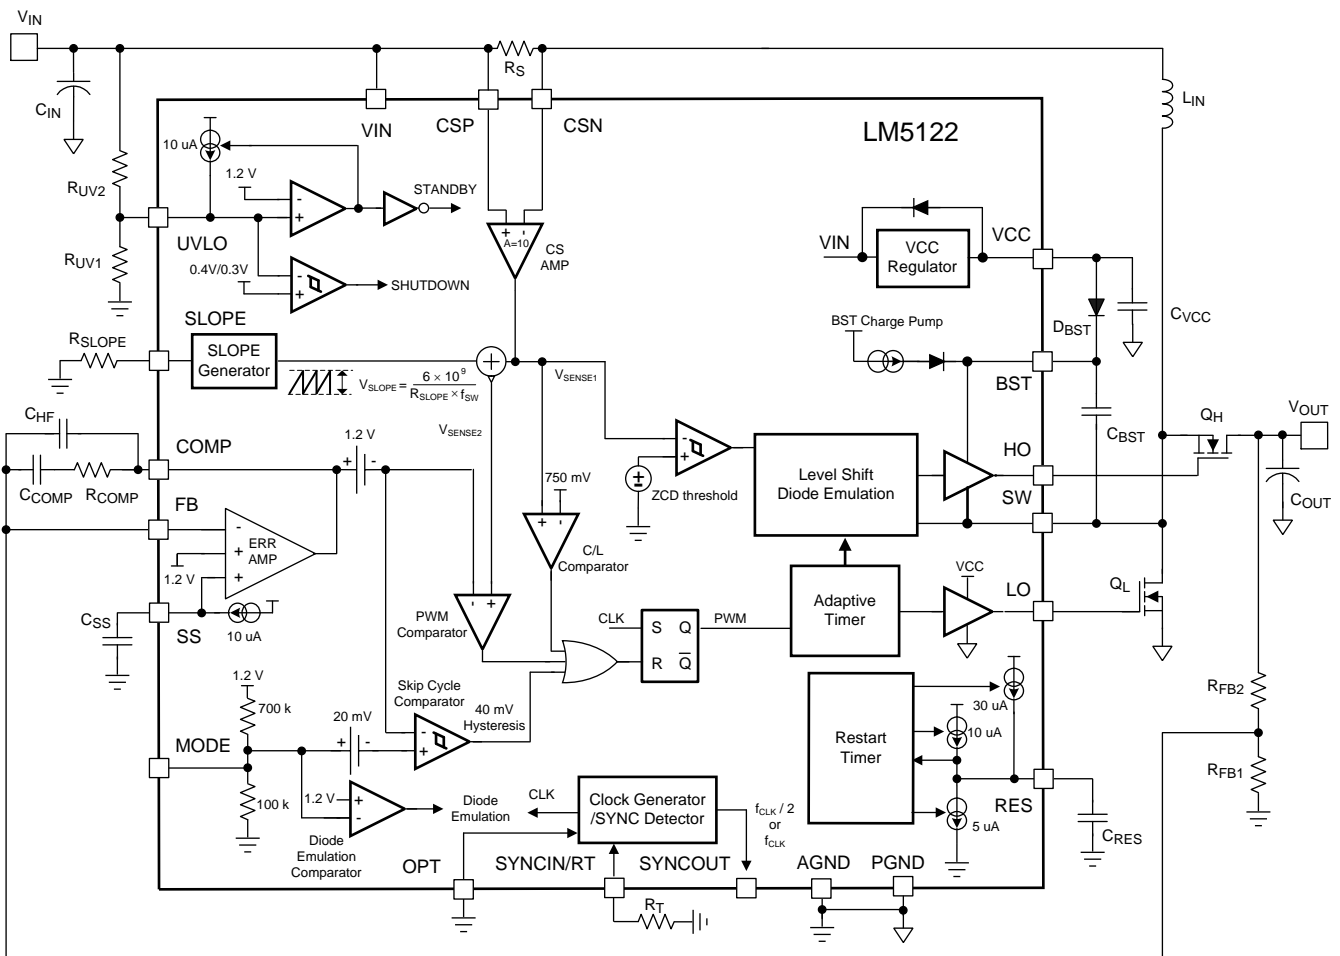 VIN
RS
CIN
LIN
VIN
CSP
CSN
LM5122
10 uA
1.2 V
RUV2
STANDBY
UVLO
-
+
+ -
A=10
CS
AMP
VIN
VCC
Regulator
VCC
RUV1
0.4V/0.3V
-
+
SHUTDOWN
CVCC
DBST
SLOPE
RSLOPE
SLOPE
Generator
BST Charge Pump
BST
VSLOPE = 6 × 10⁹ / RSLOPE × fSW
+
VSENSE1
CHF
COMP
1.2 V
+ -
VSENSE2
CBST
QH
VOUT
CCOMP
RCOMP
-
+
ZCD threshold
Level Shift
Diode Emulation
HO
SW
COUT
FB
750 mV
+ -
ERR
AMP
-
+
+
1.2 V
C/L
Comparator
QL
CSS
SS
10 uA
- +
PWM
Comparator
CLK
S Q
R Q̅
PWM
Adaptive
Timer
VCC
LO
1.2 V
700 k
Skip Cycle
Comparator
40 mV
Hysteresis
20 mV
+ -
-
+
MODE
100 k
1.2 V
+
-
Diode
Emulation
Diode
Emulation
Comparator
CLK
Clock Generator
/SYNC Detector
fCLK / 2
or
fCLK
Restart
Timer
30 uA
10 uA
5 uA
RES
CRES
RFB2
RFB1
OPT
SYNCIN/RT
SYNCOUT
AGND
PGND
RT